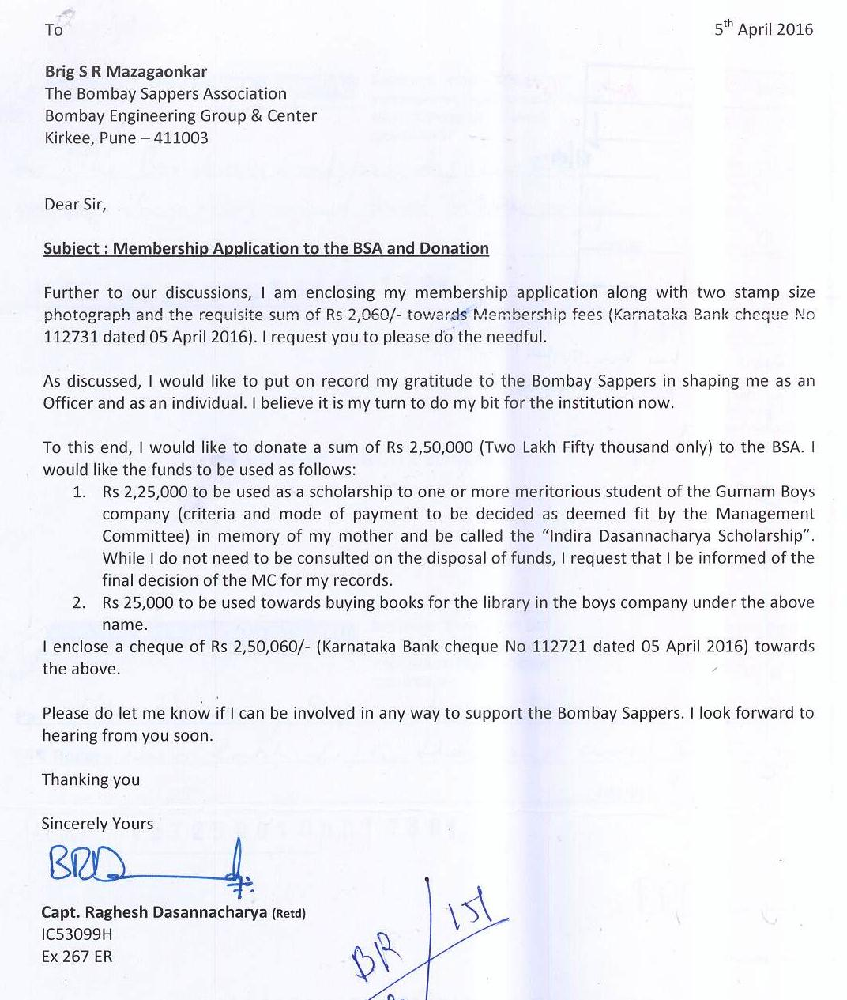 To
5th April 2016
Brig S R Mazagaonkar
The Bombay Sappers Association
Bombay Engineering Group & Center
Kirkee, Pune – 411003
Dear Sir,
Subject : Membership Application to the BSA and Donation
Further to our discussions, I am enclosing my membership application along with two stamp size
photograph and the requisite sum of Rs 2,060/- towards Membership fees (Karnataka Bank cheque No
112731 dated 05 April 2016). I request you to please do the needful.
As discussed, I would like to put on record my gratitude to the Bombay Sappers in shaping me as an
Officer and as an individual. I believe it is my turn to do my bit for the institution now.
To this end, I would like to donate a sum of Rs 2,50,000 (Two Lakh Fifty thousand only) to the BSA. I
would like the funds to be used as follows:
1. Rs 2,25,000 to be used as a scholarship to one or more meritorious student of the Gurnam Boys
company (criteria and mode of payment to be decided as deemed fit by the Management
Committee) in memory of my mother and be called the “Indira Dasannacharya Scholarship”.
While I do not need to be consulted on the disposal of funds, I request that I be informed of the
final decision of the MC for my records.
2. Rs 25,000 to be used towards buying books for the library in the boys company under the above
name.
I enclose a cheque of Rs 2,50,060/- (Karnataka Bank cheque No 112721 dated 05 April 2016) towards
the above.
Please do let me know if I can be involved in any way to support the Bombay Sappers. I look forward to
hearing from you soon.
Thanking you
Sincerely Yours
BRD
Capt. Raghesh Dasannacharya (Retd)
IC53099H
Ex 267 ER
BR